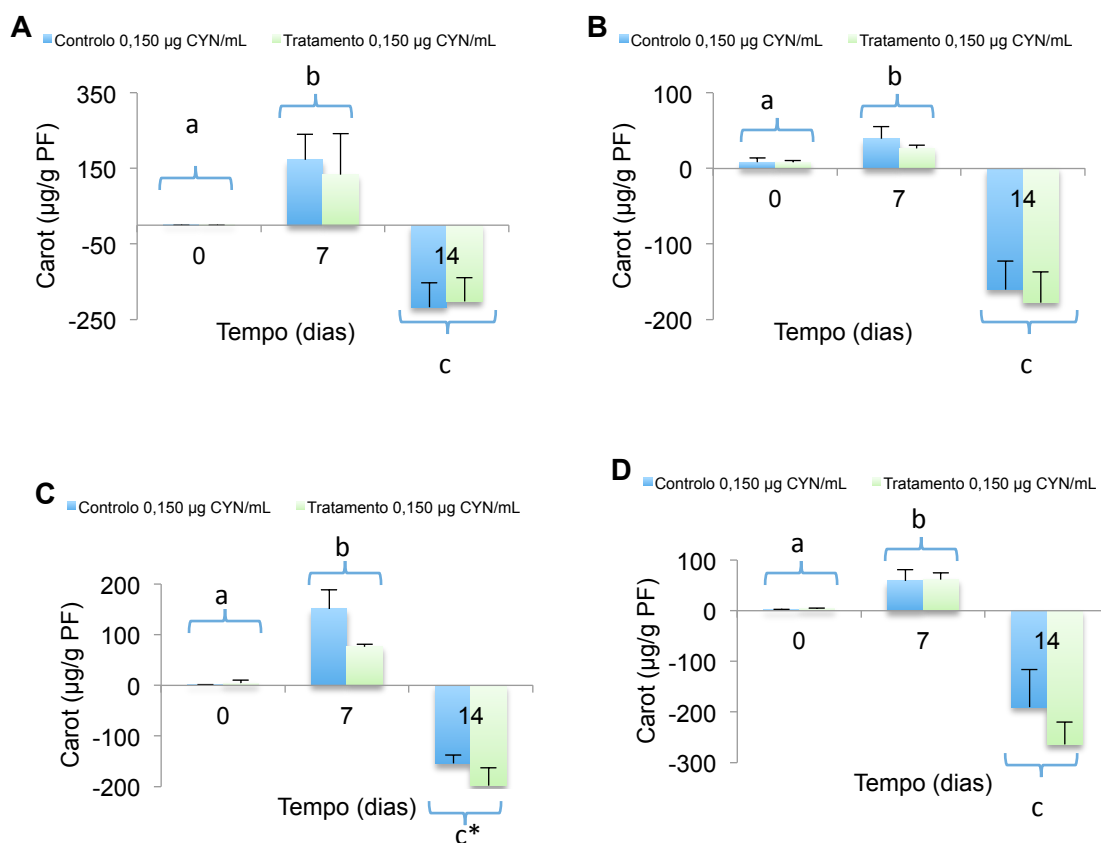 A
Controlo 0,150 µg CYN/mL Tratamento 0,150 µg CYN/mL
Carot (µg/g PF)
350
150
-50
-250
a
b
c
0
7
14
Tempo (dias)
B
Controlo 0,150 µg CYN/mL Tratamento 0,150 µg CYN/mL
Carot (µg/g PF)
100
0
-100
-200
a
b
c
0
7
14
Tempo (dias)
C
Controlo 0,150 µg CYN/mL Tratamento 0,150 µg CYN/mL
Carot (µg/g PF)
200
100
0
-100
-200
a
b
c*
0
7
14
Tempo (dias)
D
Controlo 0,150 µg CYN/mL Tratamento 0,150 µg CYN/mL
Carot (µg/g PF)
100
0
-100
-200
-300
a
b
c
0
7
14
Tempo (dias)